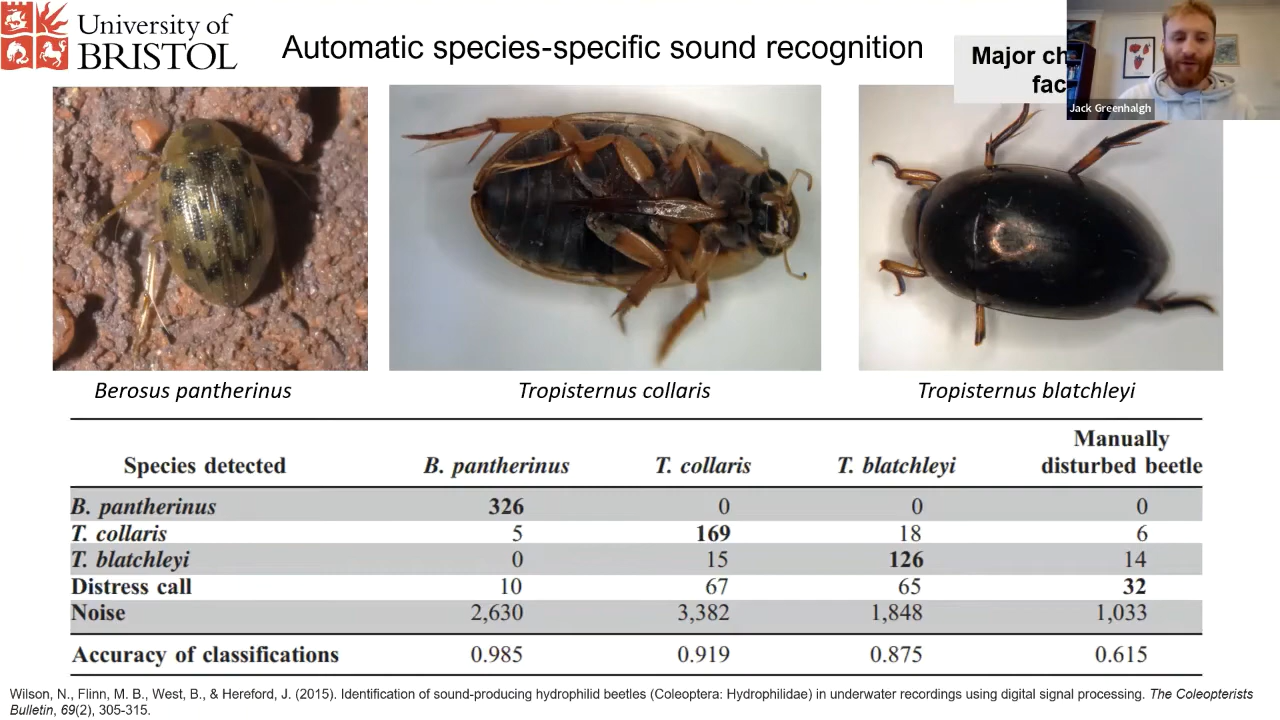 University of
BRISTOL
Automatic species-specific sound recognition
Major ch
fac
Jack Greenhalgh
Berosus pantherinus
Tropisternus collaris
Tropisternus blatchleyi
Manually
Species detected B. pantherinus T. collaris T. blatchleyi disturbed beetle
B. pantherinus 326 0 0 0
T. collaris 5 169 18 6
T. blatchleyi 0 15 126 14
Distress call 10 67 65 32
Noise 2,630 3,382 1,848 1,033
Accuracy of classifications 0.985 0.919 0.875 0.615
Wilson, N., Flinn, M. B., West, B., & Hereford, J. (2015). Identification of sound-producing hydrophilid beetles (Coleoptera: Hydrophilidae) in underwater recordings using digital signal processing. The Coleopterists
Bulletin, 69(2), 305-315.